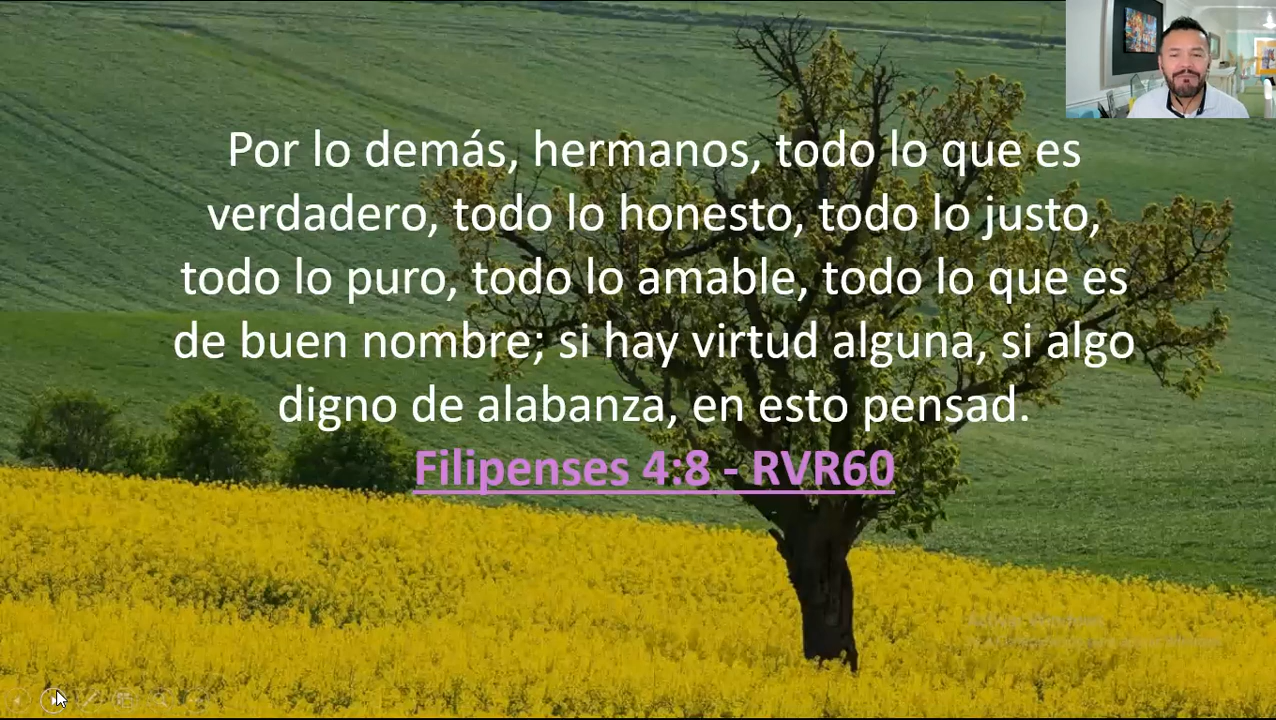 Por lo demás, hermanos, todo lo que es
verdadero, todo lo honesto, todo lo justo,
todo lo puro, todo lo amable, todo lo que es
de buen nombre; si hay virtud alguna, si algo
digno de alabanza, en esto pensad.
Filipenses 4:8 - RVR60